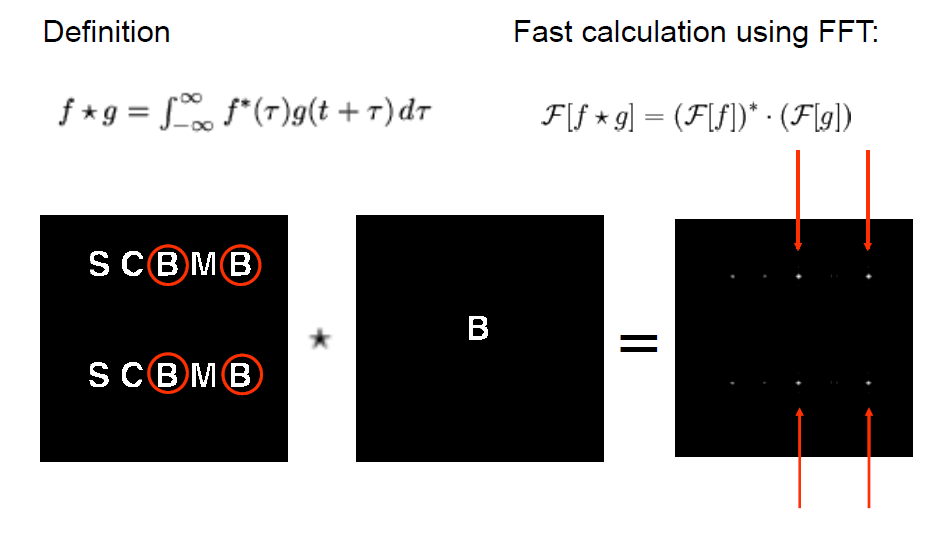 Definition
Fast calculation using FFT:
f ⋆ g = ∫_{-∞}^{∞} f*(τ)g(t + τ) dτ
ℱ[f ⋆ g] = (ℱ[f])* · (ℱ[g])
S C B M B
⋆
B
=
S C B M B